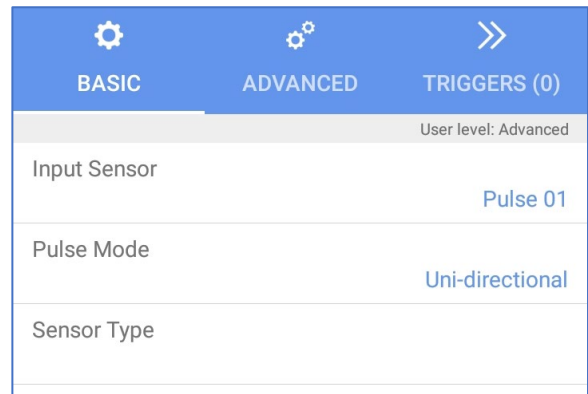 BASIC
ADVANCED
TRIGGERS (0)
User level: Advanced
Input Sensor
Pulse 01
Pulse Mode
Uni-directional
Sensor Type